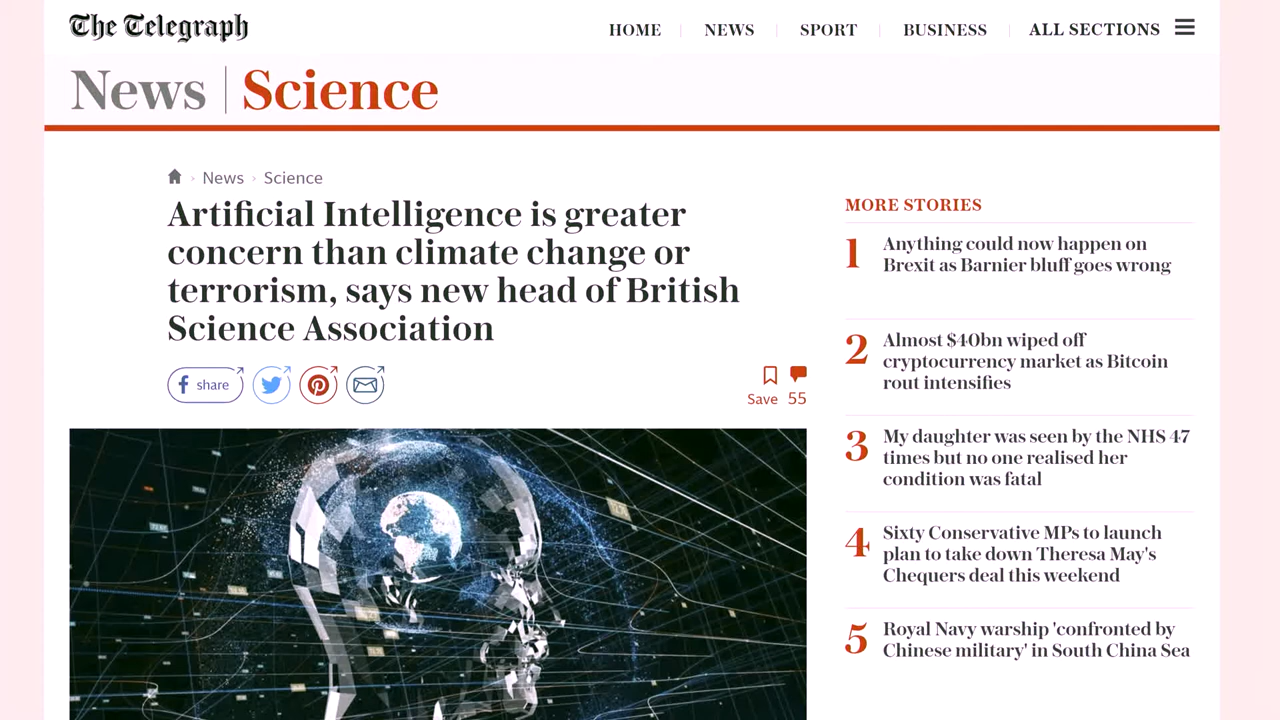 The Telegraph
HOME NEWS SPORT BUSINESS ALL SECTIONS
News Science
News Science
Artificial Intelligence is greater
concern than climate change or
terrorism, says new head of British
Science Association
share
Save 55
MORE STORIES
1 Anything could now happen on
Brexit as Barnier bluff goes wrong
2 Almost $40bn wiped off
cryptocurrency market as Bitcoin
rout intensifies
3 My daughter was seen by the NHS 47
times but no one realised her
condition was fatal
4 Sixty Conservative MPs to launch
plan to take down Theresa May's
Chequers deal this weekend
5 Royal Navy warship 'confronted by
Chinese military' in South China Sea